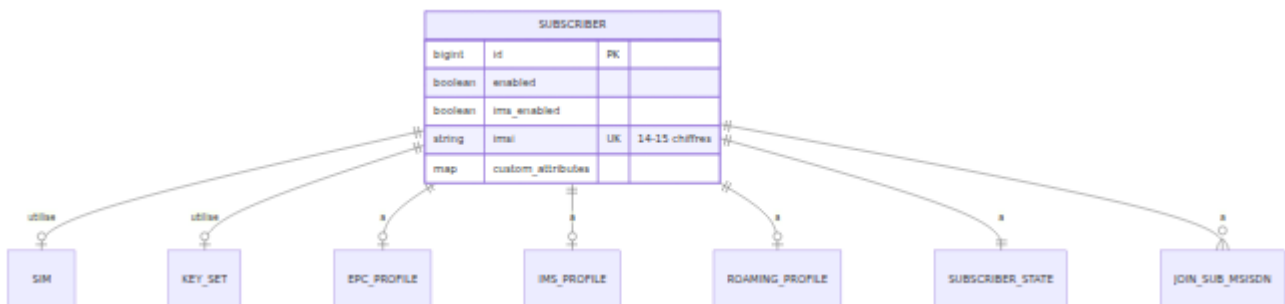 SUBSCRIBER
bigint id PK
boolean enabled
boolean ims_enabled
string imsi UK 14-15 chiffres
map custom_attributes
utilise utilise a a a a a
SIM KEY_SET EPC_PROFILE IMS_PROFILE ROAMING_PROFILE SUBSCRIBER_STATE JOIN_SUB_MSISDN